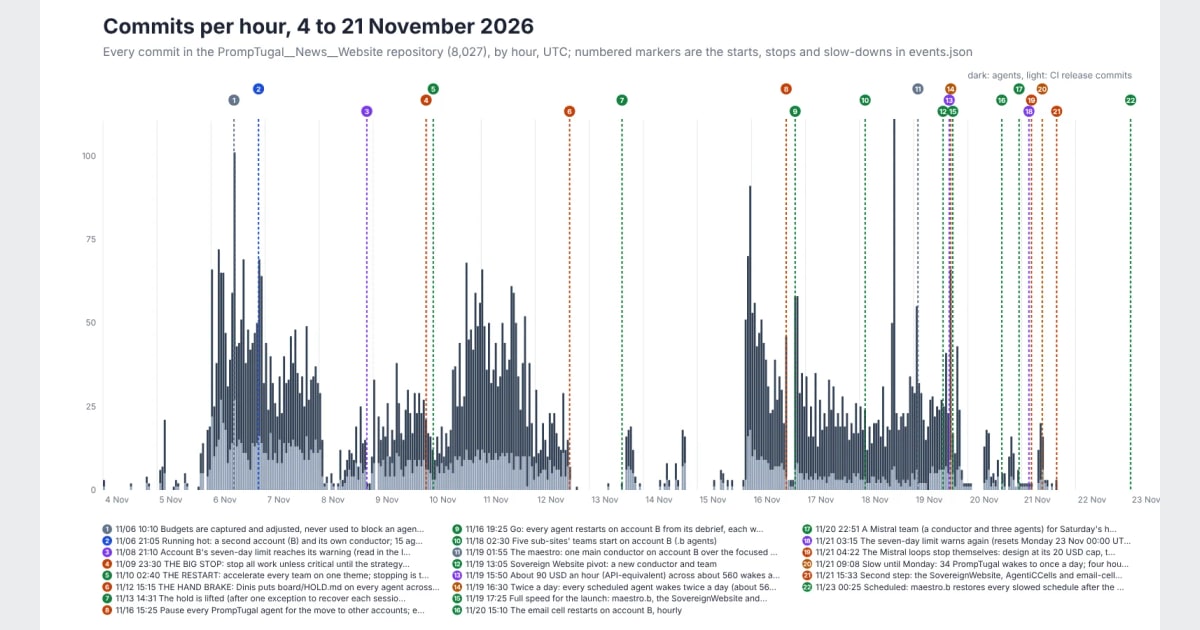 Commits per hour, 4 to 21 November 2026
Every commit in the PrompTugal__News__Website repository (8,027), by hour, UTC; numbered markers are the starts, stops and slow-downs in events.json
dark: agents, light: CI release commits
2 5 14 17 20
1 4 7 10 11 13 16 19 22
3 6 8 9 12 15 18 21
100
75
50
25
0
4 Nov 5 Nov 6 Nov 7 Nov 8 Nov 9 Nov 10 Nov 11 Nov 12 Nov 13 Nov 14 Nov 15 Nov 16 Nov 17 Nov 18 Nov 19 Nov 20 Nov 21 Nov 22 Nov 23 Nov
1 11/06 10:10 Budgets are captured and adjusted, never used to block an agen...
2 11/06 21:05 Running hot: a second account (B) and its own conductor; 15 ag...
3 11/08 21:10 Account B's seven-day limit reaches its warning (read in the l...
4 11/09 23:30 THE BIG STOP: stop all work unless critical until the strategy...
5 11/10 02:40 THE RESTART: accelerate every team on one theme; stopping is t...
6 11/12 15:15 THE HAND BRAKE: Dinis puts board/HOLD.md on every agent across...
7 11/13 14:31 The hold is lifted (after one exception to recover each sessio...
8 11/16 15:25 Pause every PrompTugal agent for the move to other accounts; e...
9 11/16 19:25 Go: every agent restarts on account B from its debrief, each w...
10 11/18 02:30 Five sub-sites' teams start on account B (.b agents)
11 11/19 01:55 The maestro: one main conductor on account B over the focused ...
12 11/19 13:05 Sovereign Website pivot: a new conductor and team
13 11/19 15:50 About 90 USD an hour (API-equivalent) across about 560 wakes a...
14 11/19 16:30 Twice a day: every scheduled agent wakes twice a day (about 56...
15 11/19 17:25 Full speed for the launch: maestro.b, the SovereignWebsite and...
16 11/20 15:10 The email cell restarts on account B, hourly
17 11/20 22:51 A Mistral team (a conductor and three agents) for Saturday's h...
18 11/21 03:15 The seven-day limit warns again (resets Monday 23 Nov 00:00 UT...
19 11/21 04:22 The Mistral loops stop themselves: design at its 20 USD cap, t...
20 11/21 09:08 Slow until Monday: 34 PrompTugal wakes to once a day; four hou...
21 11/21 15:33 Second step: the SovereignWebsite, AgentICCells and email-cell...
22 11/23 00:25 Scheduled: maestro.b restores every slowed schedule after the ...